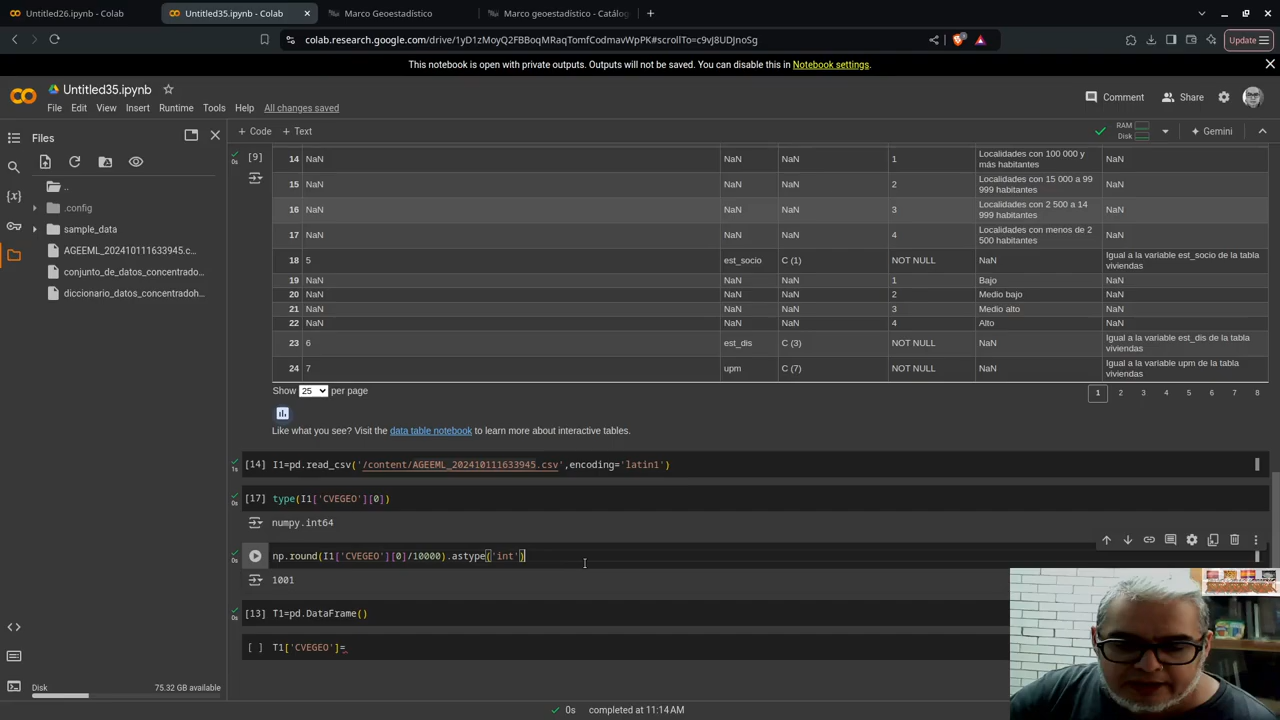 Untitled26.ipynb - Colab
Untitled35.ipynb - Colab
Marco Geoestadístico
Marco geoestadístico - Catálog
colab.research.google.com/drive/1yD1zMoyQ2FBBoqMRaqTomfCodmavWpPK#scrollTo=c9vJ8UDJnoSg
Update
This notebook is open with private outputs. Outputs will not be saved. You can disable this in Notebook settings.
Untitled35.ipynb
File Edit View Insert Runtime Tools Help All changes saved
Comment
Share
Files
+ Code + Text
RAM
Disk
Gemini
..
.config
sample_data
AGEEML_202410111633945.c...
conjunto_de_datos_concentrado...
diccionario_datos_concentradoh...
[9]
0s
14 NaN NaN NaN 1 Localidades con 100 000 y más habitantes NaN
15 NaN NaN NaN 2 Localidades con 15 000 a 99 999 habitantes NaN
16 NaN NaN NaN 3 Localidades con 2 500 a 14 999 habitantes NaN
17 NaN NaN NaN 4 Localidades con menos de 2 500 habitantes NaN
18 5 est_socio C (1) NOT NULL NaN Igual a la variable est_socio de la tabla viviendas
19 NaN NaN NaN 1 Bajo NaN
20 NaN NaN NaN 2 Medio bajo NaN
21 NaN NaN NaN 3 Medio alto NaN
22 NaN NaN NaN 4 Alto NaN
23 6 est_dis C (3) NOT NULL NaN Igual a la variable est_dis de la tabla viviendas
24 7 upm C (7) NOT NULL NaN Igual a la variable upm de la tabla viviendas
Show 25 per page
1 2 3 4 5 6 7 8
Like what you see? Visit the data table notebook to learn more about interactive tables.
[14] I1=pd.read_csv('/content/AGEEML_202410111633945.csv',encoding='latin1')
1s
[17] type(I1['CVEGEO'][0])
0s
numpy.int64
np.round(I1['CVEGEO'][0]/10000).astype('int')
0s
1001
[13] T1=pd.DataFrame()
0s
[ ] T1['CVEGEO']=
Disk 75.32 GB available
0s completed at 11:14 AM